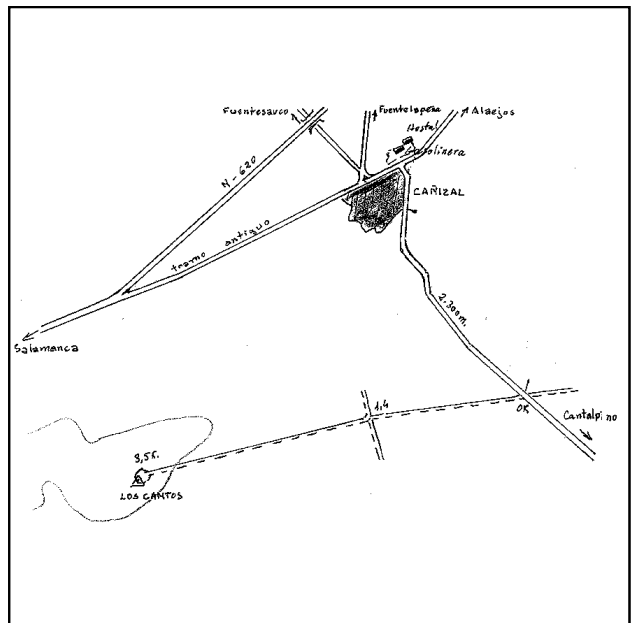 Fuentesauco
Fuentelapeña
Alaejos
Hostal
Gasolinera
N-620
CAÑIZAL
tramo antiguo
2.300m.
Salamanca
1,4
0K
Cantalpino
3,5K.
LOS CANTOS